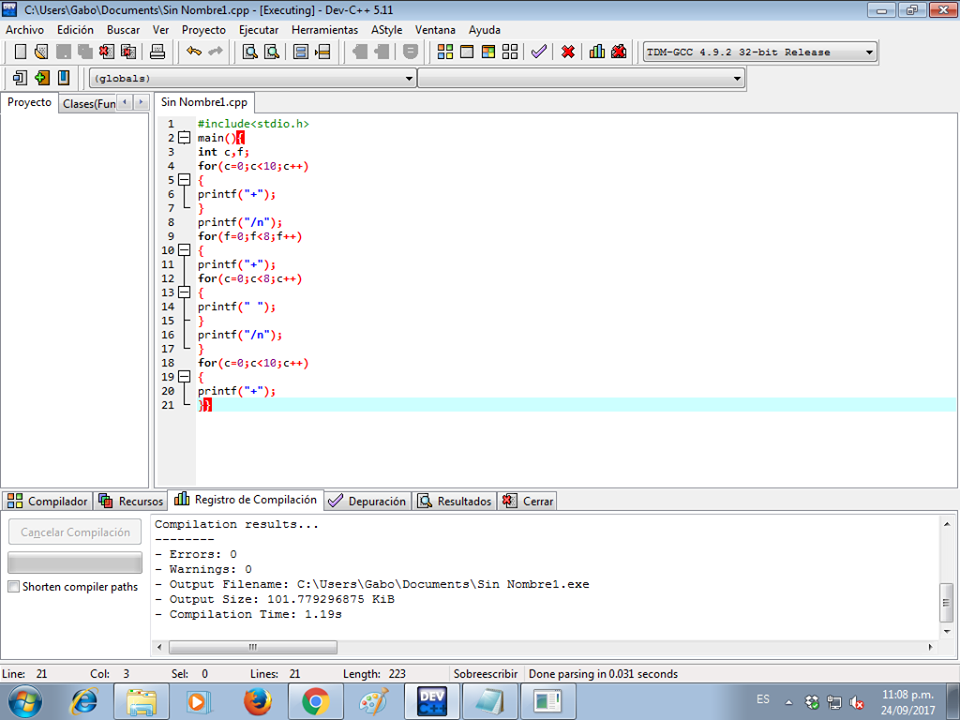 C:\Users\Gabo\Documents\Sin Nombre1.cpp - [Executing] - Dev-C++ 5.11
Archivo Edición Buscar Ver Proyecto Ejecutar Herramientas AStyle Ventana Ayuda
TDM-GCC 4.9.2 32-bit Release
(globals)
Proyecto Clases(Fun Sin Nombre1.cpp
1 #include<stdio.h>
2 main(){
3 int c,f;
4 for(c=0;c<10;c++)
5 {
6 printf("+");
7 }
8 printf("/n");
9 for(f=0;f<8;f++)
10 {
11 printf("+");
12 for(c=0;c<8;c++)
13 {
14 printf(" ");
15 }
16 printf("/n");
17 }
18 for(c=0;c<10;c++)
19 {
20 printf("+");
21 }}
Compilador Recursos Registro de Compilación Depuración Resultados Cerrar
Cancelar Compilación
Shorten compiler paths
Compilation results...
--------
- Errors: 0
- Warnings: 0
- Output Filename: C:\Users\Gabo\Documents\Sin Nombre1.exe
- Output Size: 101.779296875 KiB
- Compilation Time: 1.19s
Line: 21 Col: 3 Sel: 0 Lines: 21 Length: 223 Sobreescribir Done parsing in 0.031 seconds
DEV C++
ES
11:08 p.m.
24/09/2017